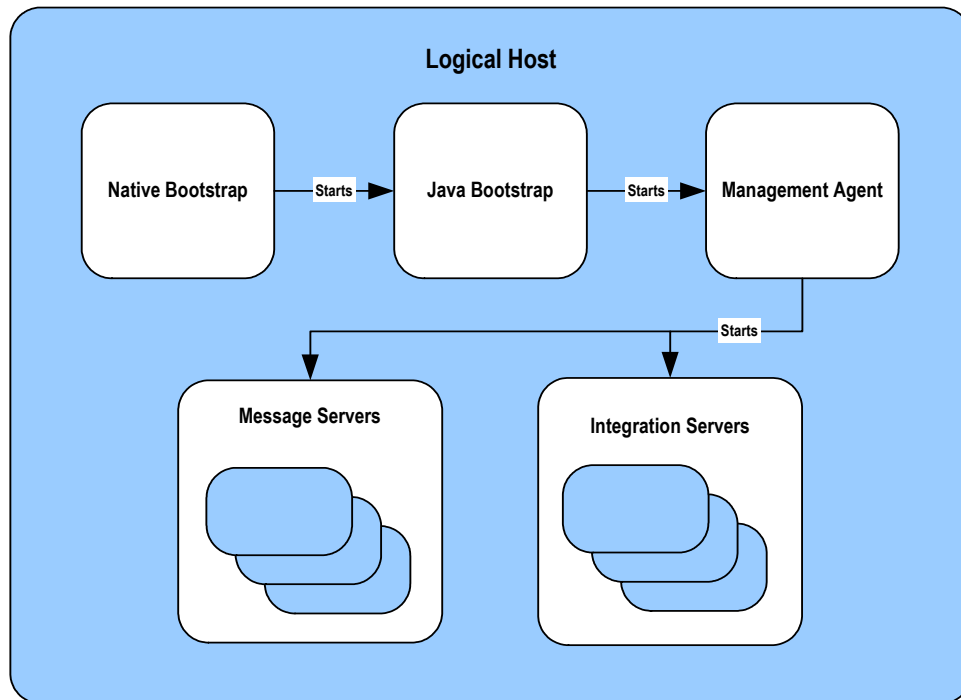 Logical Host
Native Bootstrap
Starts
Java Bootstrap
Starts
Management Agent
Starts
Message Servers
Integration Servers